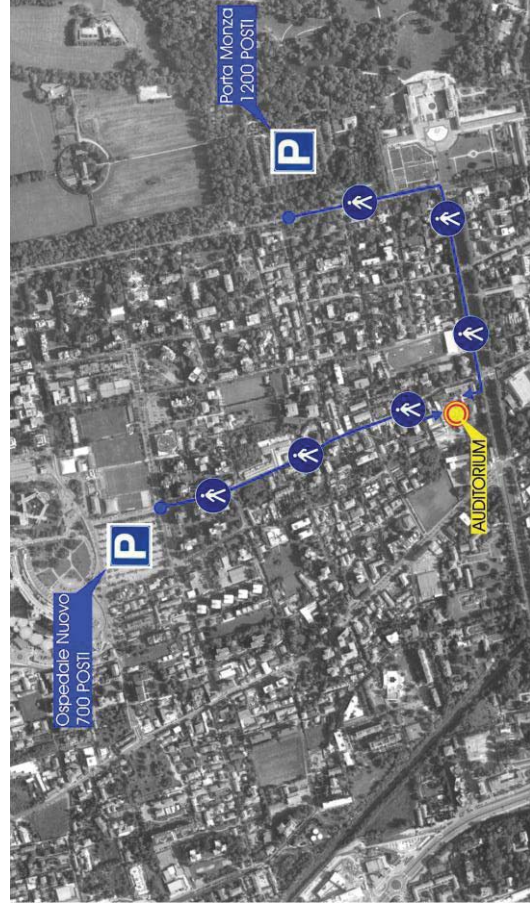 Ospedale Nuovo
700 POSTI
P
Porta Monza
1200 POSTI
P
AUDITORIUM